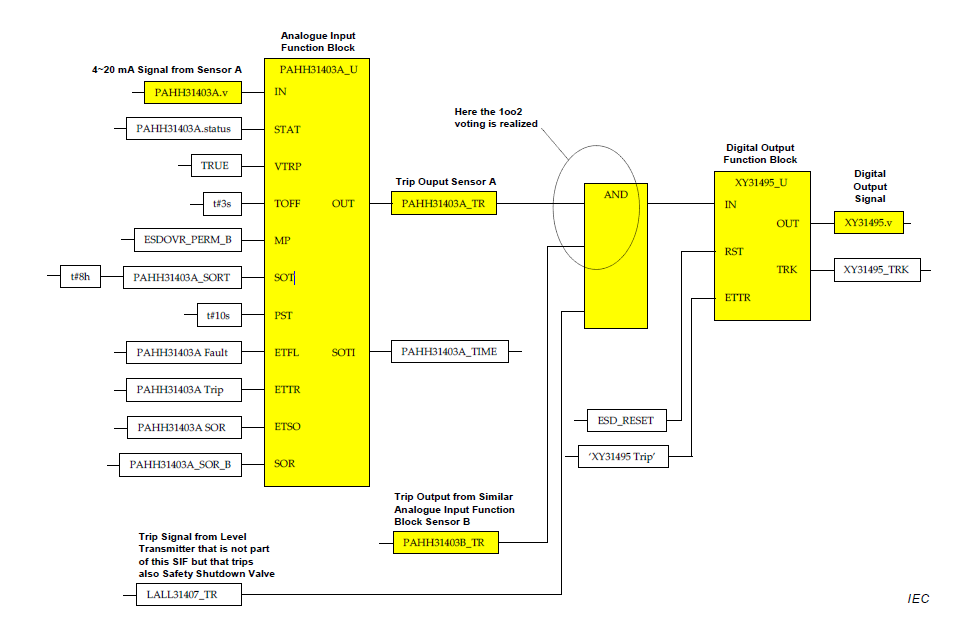 Analogue Input
Function Block
4~20 mA Signal from Sensor A
PAHH31403A_U
PAHH31403A.v
IN
PAHH31403A.status
STAT
TRUE
VTRP
t#3s
TOFF
OUT
ESDOVR_PERM_B
MP
t#8h
PAHH31403A_SORT
SOT
t#10s
PST
PAHH31403A Fault
ETFL
SOTI
PAHH31403A_TIME
PAHH31403A Trip
ETTR
PAHH31403A SOR
ETSO
PAHH31403A_SOR_B
SOR
Trip Ouput Sensor A
PAHH31403A_TR
Here the 1oo2
voting is realized
AND
Digital Output
Function Block
XY31495_U
IN
OUT
RST
TRK
ETTR
Digital
Output
Signal
XY31495.v
XY31495_TRK
ESD_RESET
‘XY31495 Trip’
Trip Output from Similar
Analogue Input Function
Block Sensor B
PAHH31403B_TR
Trip Signal from Level
Transmitter that is not part
of this SIF but that trips
also Safety Shutdown Valve
LALL31407_TR
IEC